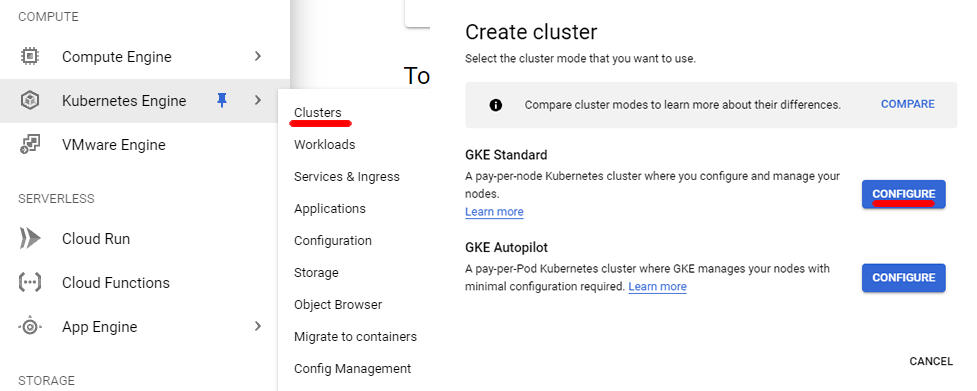 COMPUTE
Compute Engine
Kubernetes Engine
VMware Engine
SERVERLESS
Cloud Run
Cloud Functions
App Engine
STORAGE
To
Clusters
Workloads
Services & Ingress
Applications
Configuration
Storage
Object Browser
Migrate to containers
Config Management
Create cluster
Select the cluster mode that you want to use.
Compare cluster modes to learn more about their differences.
COMPARE
GKE Standard
A pay-per-node Kubernetes cluster where you configure and manage your
nodes.
Learn more
CONFIGURE
GKE Autopilot
A pay-per-Pod Kubernetes cluster where GKE manages your nodes with
minimal configuration required. Learn more
CONFIGURE
CANCEL